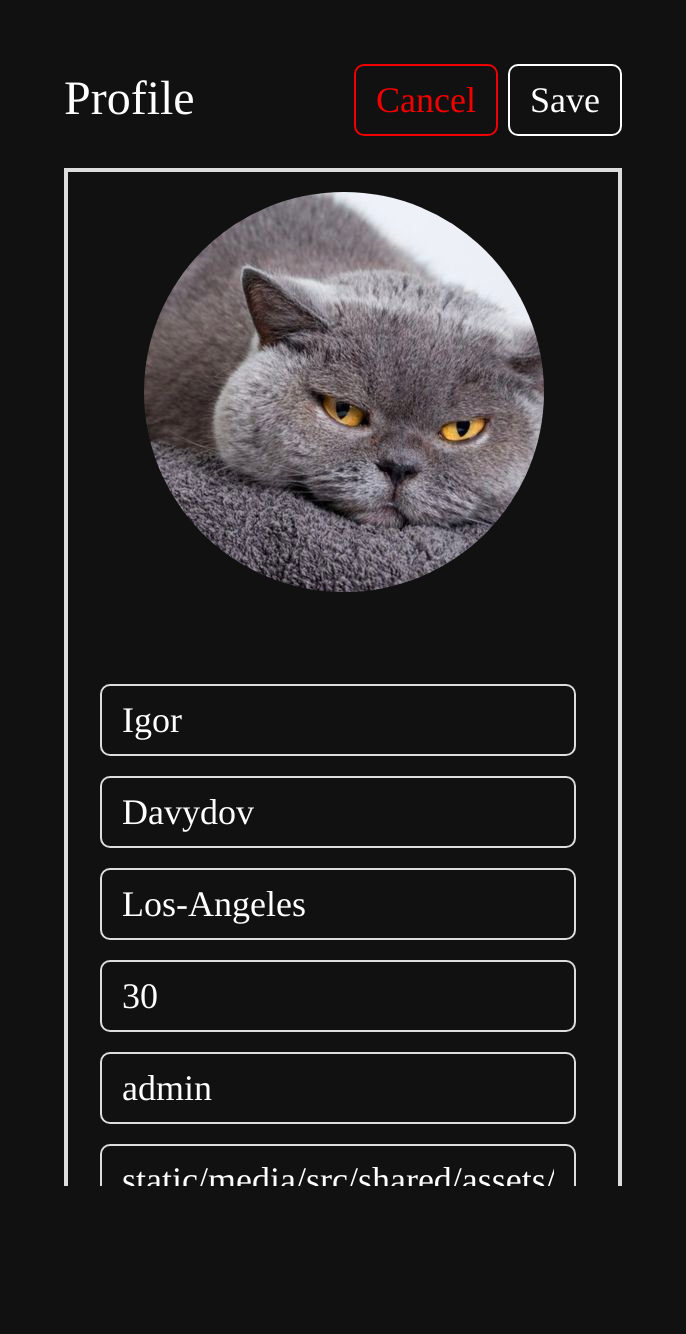 Profile
Cancel
Save
Igor
Davydov
Los-Angeles
30
admin
static/media/src/shared/assets/